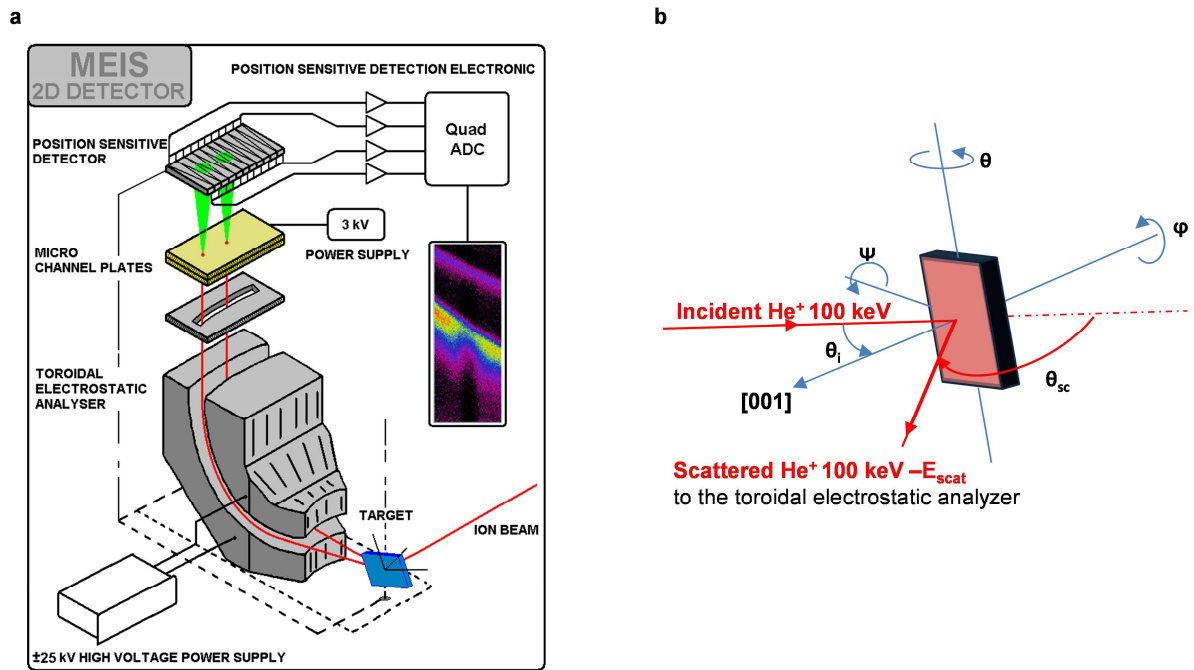 a
MEIS
2D DETECTOR
POSITION SENSITIVE DETECTION ELECTRONIC
POSITION SENSITIVE
DETECTOR
Quad
ADC
3 kV
POWER SUPPLY
MICRO
CHANNEL PLATES
TOROIDAL
ELECTROSTATIC
ANALYSER
TARGET
ION BEAM
±25 kV HIGH VOLTAGE POWER SUPPLY
b
θ
φ
Ψ
Incident He⁺ 100 keV
θi
[001]
θsc
Scattered He⁺ 100 keV –Escat
to the toroidal electrostatic analyzer